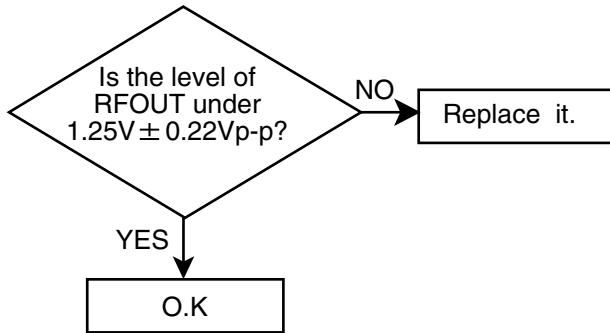 Is the level of
RFOUT under
1.25V ± 0.22Vp-p?
NO
Replace it.
YES
O.K